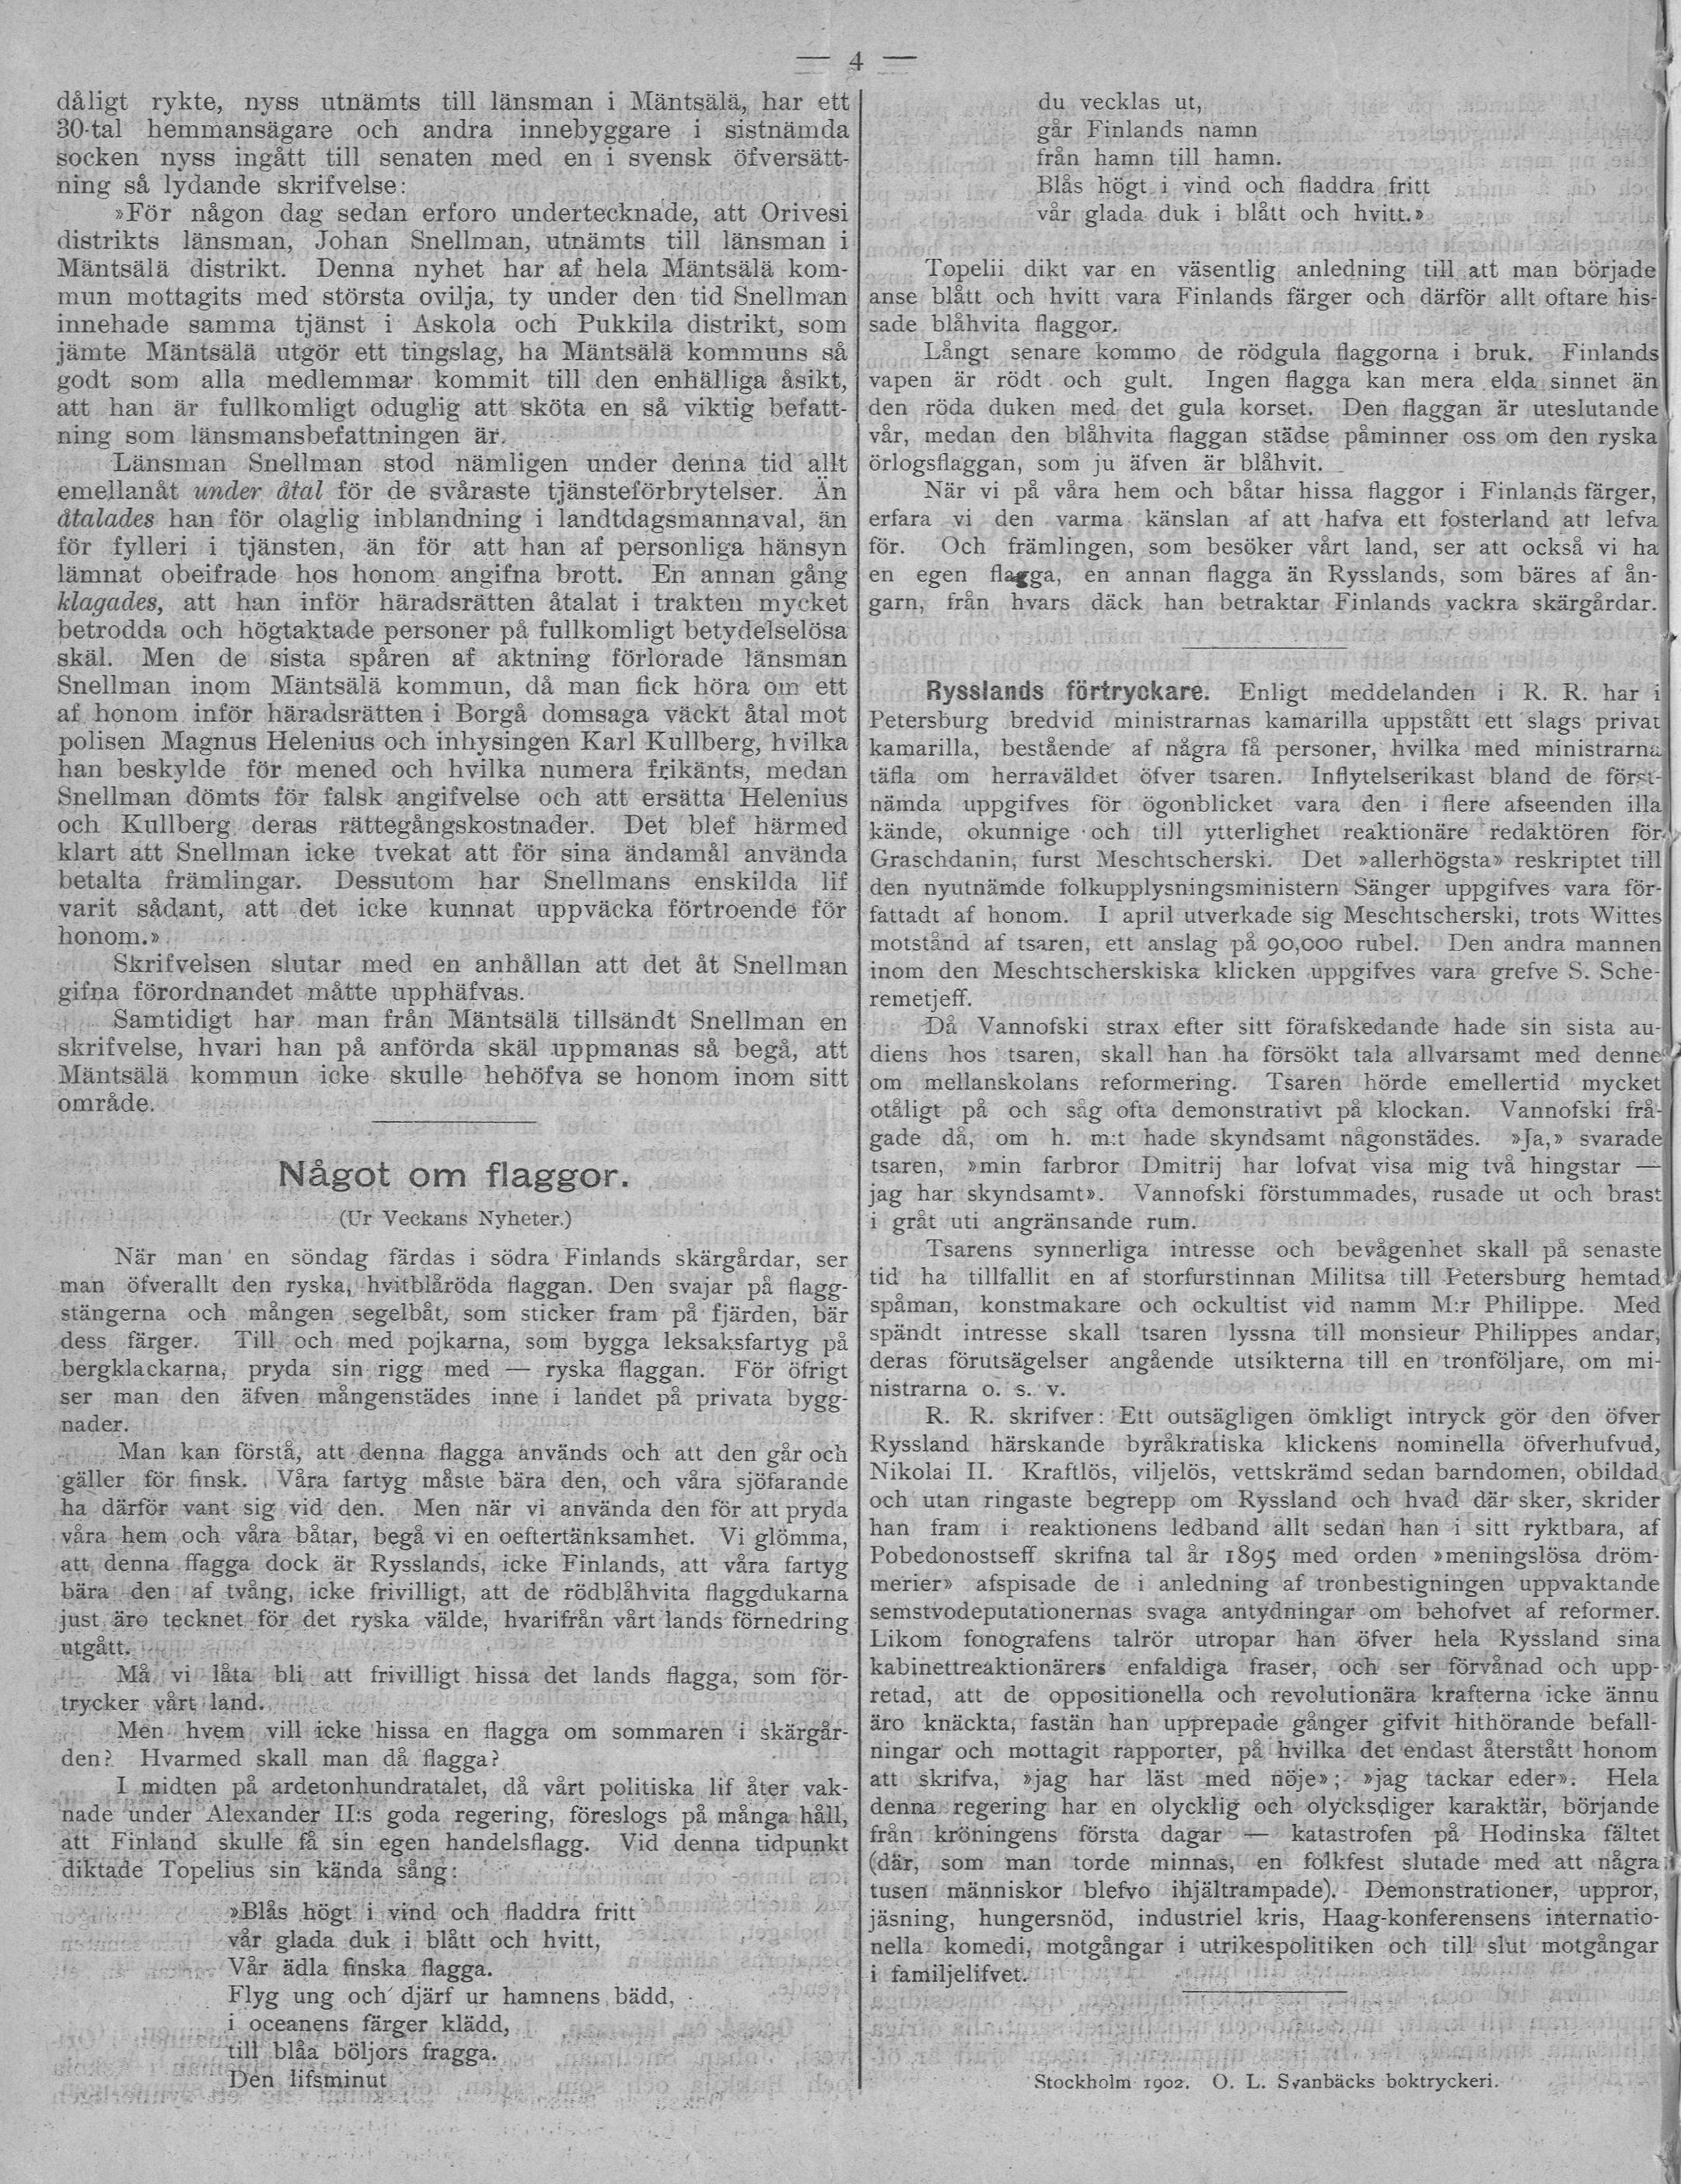 — 4 —
dåligt rykte, nyss utnämts till länsman i Mäntsälä, har ett
30-tal hemmansägare och andra innebyggare i sistnämda
socken nyss ingått till senaten med en i svensk öfversätt-
ning så lydande skrifvelse:
»För någon dag sedan erforo undertecknade, att Orivesi
distrikts länsman, Johan Snellman, utnämts till länsman i
Mäntsälä distrikt. Denna nyhet har af hela Mäntsälä kom-
mun mottagits med största ovilja, ty under den tid Snellman
innehade samma tjänst i Askola och Pukkila distrikt, som
jämte Mäntsälä utgör ett tingslag, ha Mäntsälä kommuns så
godt som alla medlemmar kommit till den enhälliga åsikt,
att han är fullkomligt oduglig att sköta en så viktig befatt-
ning som länsmansbefattningen är.
Länsman Snellman stod nämligen under denna tid allt
emellanåt under åtal för de svåraste tjänsteförbrytelser. Än
åtalades han för olaglig inblandning i landtdagsmannaval, än
för fylleri i tjänsten, än för att han af personliga hänsyn
lämnat obeifrade hos honom angifna brott. En annan gång
klagades, att han inför häradsrätten åtalat i trakten mycket
betrodda och högtaktade personer på fullkomligt betydelselösa
skäl. Men de sista spåren af aktning förlorade länsman
Snellman inom Mäntsälä kommun, då man fick höra om ett
af honom inför häradsrätten i Borgå domsaga väckt åtal mot
polisen Magnus Helenius och inhysingen Karl Kullberg, hvilka
han beskylde för mened och hvilka numera frikänts, medan
Snellman dömts för falsk angifvelse och att ersätta Helenius
och Kullberg deras rättegångskostnader. Det blef härmed
klart att Snellman icke tvekat att för sina ändamål använda
betalta främlingar. Dessutom har Snellmans enskilda lif
varit sådant, att det icke kunnat uppväcka förtroende för
honom.»
Skrifvelsen slutar med en anhållan att det åt Snellman
gifna förordnandet måtte upphäfvas.
Samtidigt har man från Mäntsälä tillsändt Snellman en
skrifvelse, hvari han på anförda skäl uppmanas så begå, att
Mäntsälä kommun icke skulle hehöfva se honom inom sitt
område.
Något om flaggor.
(Ur Veckans Nyheter.)
När man en söndag färdas i södra Finlands skärgårdar, ser
man öfverallt den ryska, hvitblåröda flaggan. Den svajar på flagg-
stängerna och mången segelbåt, som sticker fram på fjärden, bär
dess färger. Till och med pojkarna, som bygga leksaksfartyg på
bergklackarna, pryda sin rigg med — ryska flaggan. För öfrigt
ser man den äfven mångenstädes inne i landet på privata bygg-
nader.
Man kan förstå, att denna flagga används och att den går och
gäller för finsk. Våra fartyg måste bära den, och våra sjöfarande
ha därför vant sig vid den. Men när vi använda den för att pryda
våra hem och våra båtar, begå vi en oeftertänksamhet. Vi glömma,
att denna ffagga dock är Rysslands, icke Finlands, att våra fartyg
bära den af tvång, icke frivilligt, att de rödblåhvita flaggdukarna
just äro tecknet för det ryska välde, hvarifrån vårt lands förnedring
utgått.
Må vi låta bli att frivilligt hissa det lands flagga, som för-
trycker vårt land.
Men hvem vill icke hissa en flagga om sommaren i skärgår-
den? Hvarmed skall man då flagga?
I midten på ardetonhundratalet, då vårt politiska lif åter vak-
nade under Alexander II:s goda regering, föreslogs på många håll,
att Finland skulle få sin egen handelsflagg. Vid denna tidpunkt
diktade Topelius sin kända sång:
»Blås högt i vind och fladdra fritt
vår glada duk i blått och hvitt,
Vår ädla finska flagga.
Flyg ung och djärf ur hamnens bädd,
i oceanens färger klädd,
till blåa böljors fragga.
Den lifsminut
du vecklas ut,
går Finlands namn
från hamn till hamn.
Blås högt i vind och fladdra fritt
vår glada duk i blått och hvitt.»
Topelii dikt var en väsentlig anledning till att man började
anse blått och hvitt vara Finlands färger och därför allt oftare his-
sade blåhvita flaggor.
Långt senare kommo de rödgula flaggorna i bruk. Finlands
vapen är rödt och gult. Ingen flagga kan mera elda sinnet än
den röda duken med det gula korset. Den flaggan är uteslutande
vår, medan den blåhvita flaggan städse påminner oss om den ryska
örlogsflaggan, som ju äfven är blåhvit.
När vi på våra hem och båtar hissa flaggor i Finlands färger,
erfara vi den varma känslan af att hafva ett fosterland att lefva
för. Och främlingen, som besöker vårt land, ser att också vi ha
en egen flagga, en annan flagga än Rysslands, som bäres af ån-
garn, från hvars däck han betraktar Finlands vackra skärgårdar.
Rysslands förtryckare. Enligt meddelanden i R. R. har i
Petersburg bredvid ministrarnas kamarilla uppstått ett slags privat
kamarilla, bestående af några få personer, hvilka med ministrarna
täfla om herraväldet öfver tsaren. Inflytelserikast bland de först-
nämda uppgifves för ögonblicket vara den i flere afseenden illa
kände, okunnige och till ytterlighet reaktionäre redaktören för
Graschdanin, furst Meschtscherski. Det »allerhögsta» reskriptet till
den nyutnämde folkupplysningsministern Sänger uppgifves vara för-
fattadt af honom. I april utverkade sig Meschtscherski, trots Wittes
motstånd af tsaren, ett anslag på 90,000 rubel. Den andra mannen
inom den Meschtscherskiska klicken uppgifves vara grefve S. Sche-
remetjeff.
Då Vannofski strax efter sitt förafskedande hade sin sista au-
diens hos tsaren, skall han ha försökt tala allvarsamt med denne
om mellanskolans reformering. Tsaren hörde emellertid mycket
otåligt på och såg ofta demonstrativt på klockan. Vannofski frå-
gade då, om h. m:t hade skyndsamt någonstädes. »Ja,» svarade
tsaren, »min farbror Dmitrij har lofvat visa mig två hingstar —
jag har skyndsamt». Vannofski förstummades, rusade ut och brast
i gråt uti angränsande rum.
Tsarens synnerliga intresse och bevågenhet skall på senaste
tid ha tillfallit en af storfurstinnan Militsa till Petersburg hemtad
spåman, konstmakare och ockultist vid namm M:r Philippe. Med
spändt intresse skall tsaren lyssna till monsieur Philippes andar,
deras förutsägelser angående utsikterna till en tronföljare, om mi-
nistrarna o. s. v.
R. R. skrifver: Ett outsägligen ömkligt intryck gör den öfver
Ryssland härskande byråkratiska klickens nominella öfverhufvud,
Nikolai II. Kraftlös, viljelös, vettskrämd sedan barndomen, obildad
och utan ringaste begrepp om Ryssland och hvad där sker, skrider
han fram i reaktionens ledband allt sedan han i sitt ryktbara, af
Pobedonostseff skrifna tal år 1895 med orden »meningslösa dröm-
merier» afspisade de i anledning af tronbestigningen uppvaktande
semstvodeputationernas svaga antydningar om behofvet af reformer.
Likom fonografens talrör utropar han öfver hela Ryssland sina
kabinettreaktionärers enfaldiga fraser, och ser förvånad och upp-
retad, att de oppositionella och revolutionära krafterna icke ännu
äro knäckta, fastän han upprepade gånger gifvit hithörande befall-
ningar och mottagit rapporter, på hvilka det endast återstått honom
att skrifva, »jag har läst med nöje»; »jag tackar eder». Hela
denna regering har en olycklig och olycksdiger karaktär, började
från kröningens första dagar — katastrofen på Hodinska fältet
(där, som man torde minnas, en folkfest slutade med att några
tusen människor blefvo ihjältrampade). Demonstrationer, uppror,
jäsning, hungersnöd, industriel kris, Haag-konferensens internatio-
nella komedi, motgångar i utrikespolitiken och till slut motgångar
i familjelifvet.
Stockholm 1902. O. L. Svanbäcks boktryckeri.